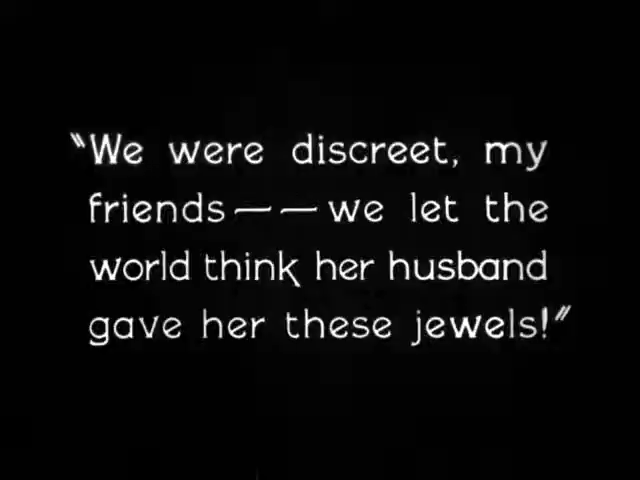 "We were discreet, my
friends — — we let the
world think her husband
gave her these jewels!"